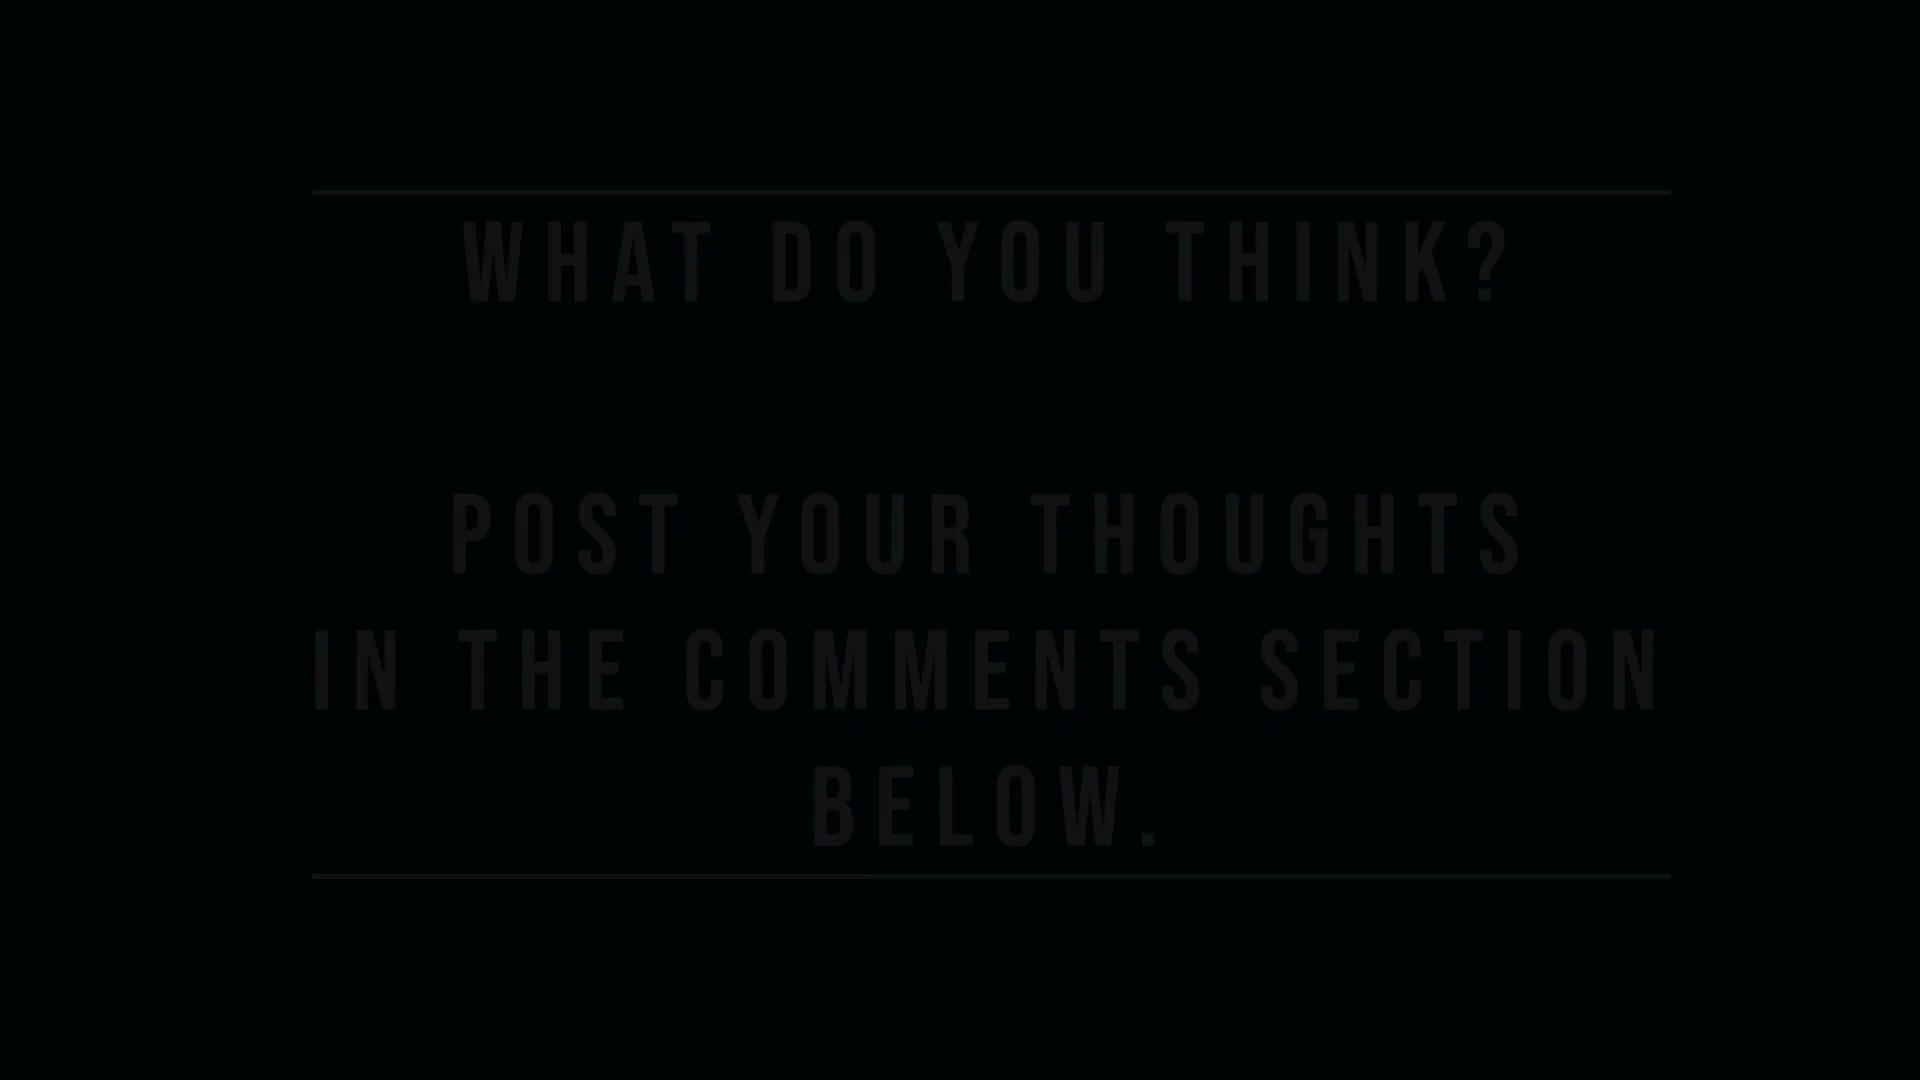 WHAT DO YOU THINK?
POST YOUR THOUGHTS
IN THE COMMENTS SECTION
BELOW.